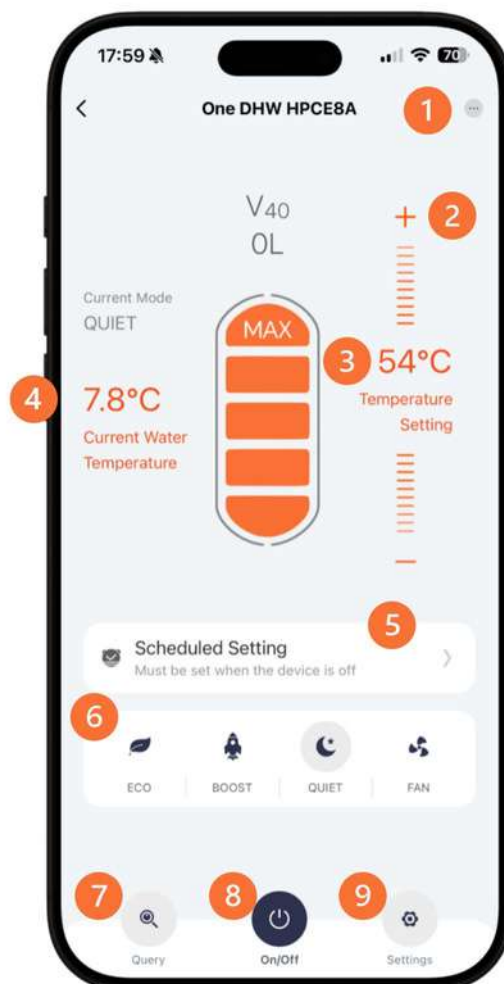 17:59
70
One DHW HPCE8A
1
V40
0L
+
2
Current Mode
QUIET
MAX
3
54°C
Temperature
Setting
4
7.8°C
Current Water
Temperature
−
5
Scheduled Setting
Must be set when the device is off
6
ECO
BOOST
QUIET
FAN
7
8
9
Query
On/Off
Settings